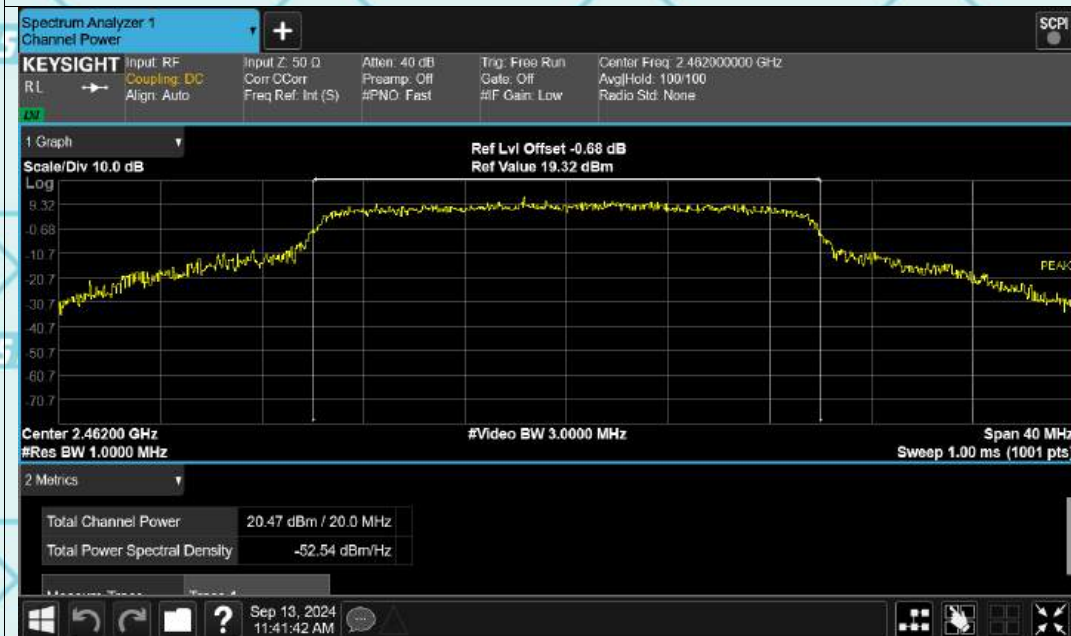 Spectrum Analyzer 1
Channel Power
+
SCPI
KEYSIGHT
RL
LXI
Input: RF
Coupling: DC
Align: Auto
Input Z: 50 Ω
Corr CCorr
Freq Ref: Int (S)
Atten: 40 dB
Preamp: Off
#PNO: Fast
Trig: Free Run
Gate: Off
#IF Gain: Low
Center Freq: 2.462000000 GHz
Avg|Hold: 100/100
Radio Std: None
1 Graph
Scale/Div 10.0 dB
Ref Lvl Offset -0.68 dB
Ref Value 19.32 dBm
Log
9.32
-0.68
-10.7
-20.7
-30.7
-40.7
-50.7
-60.7
-70.7
PEAK
Center 2.46200 GHz
#Video BW 3.0000 MHz
Span 40 MHz
#Res BW 1.0000 MHz
Sweep 1.00 ms (1001 pts)
2 Metrics
Total Channel Power 20.47 dBm / 20.0 MHz
Total Power Spectral Density -52.54 dBm/Hz
?
Sep 13, 2024
11:41:42 AM